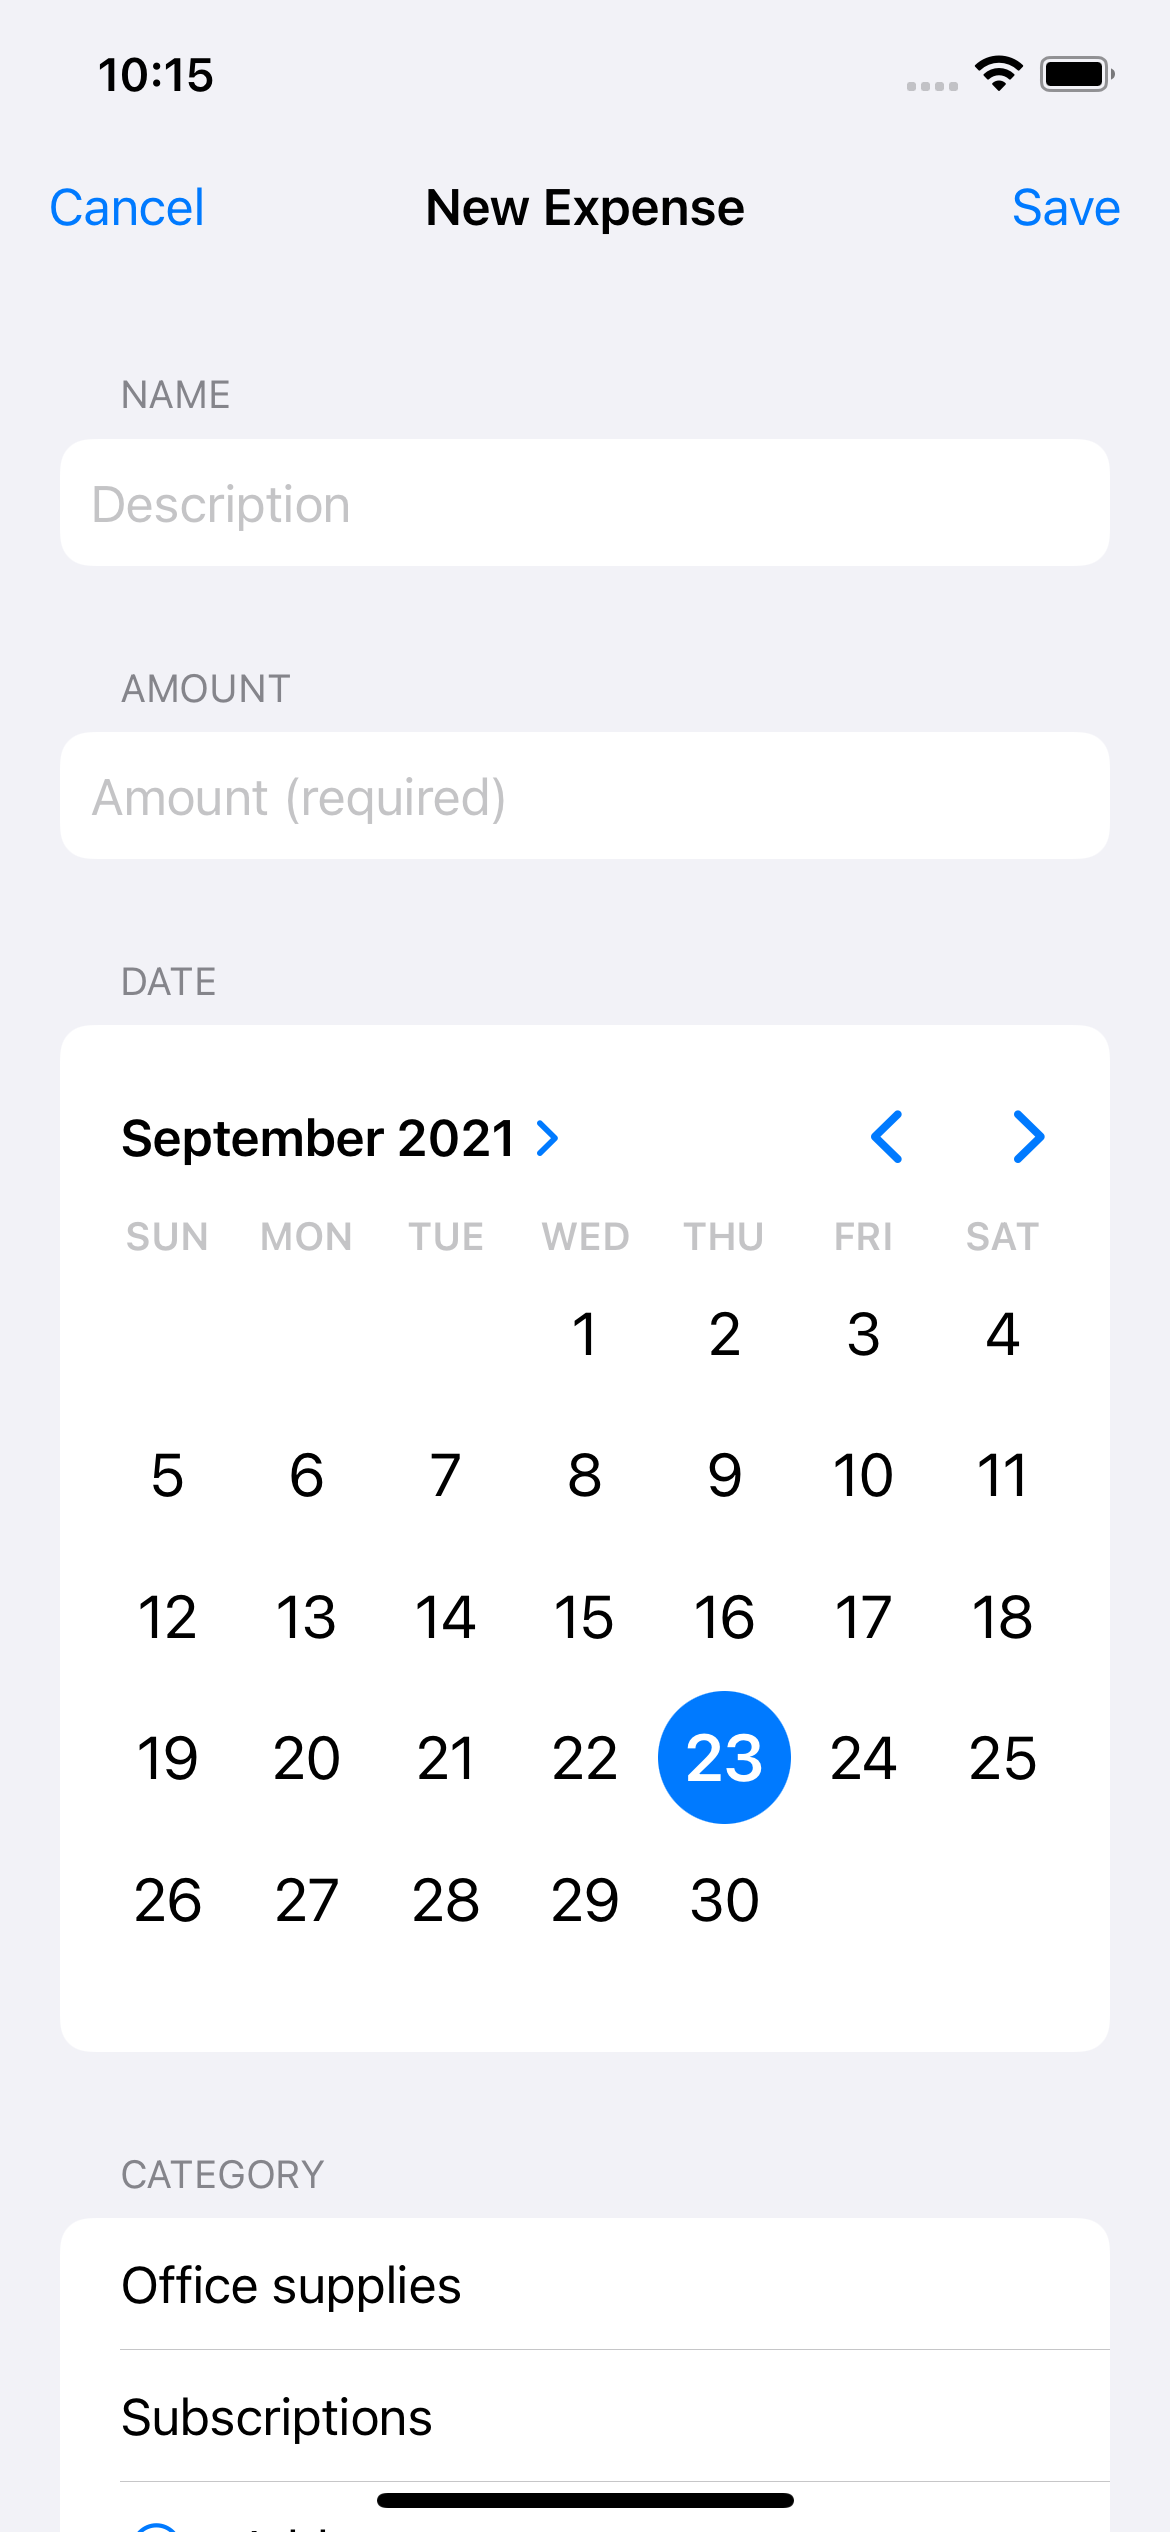 10:15
Cancel New Expense Save
NAME
Description
AMOUNT
Amount (required)
DATE
September 2021
SUN MON TUE WED THU FRI SAT
1 2 3 4
5 6 7 8 9 10 11
12 13 14 15 16 17 18
19 20 21 22 23 24 25
26 27 28 29 30
CATEGORY
Office supplies
Subscriptions